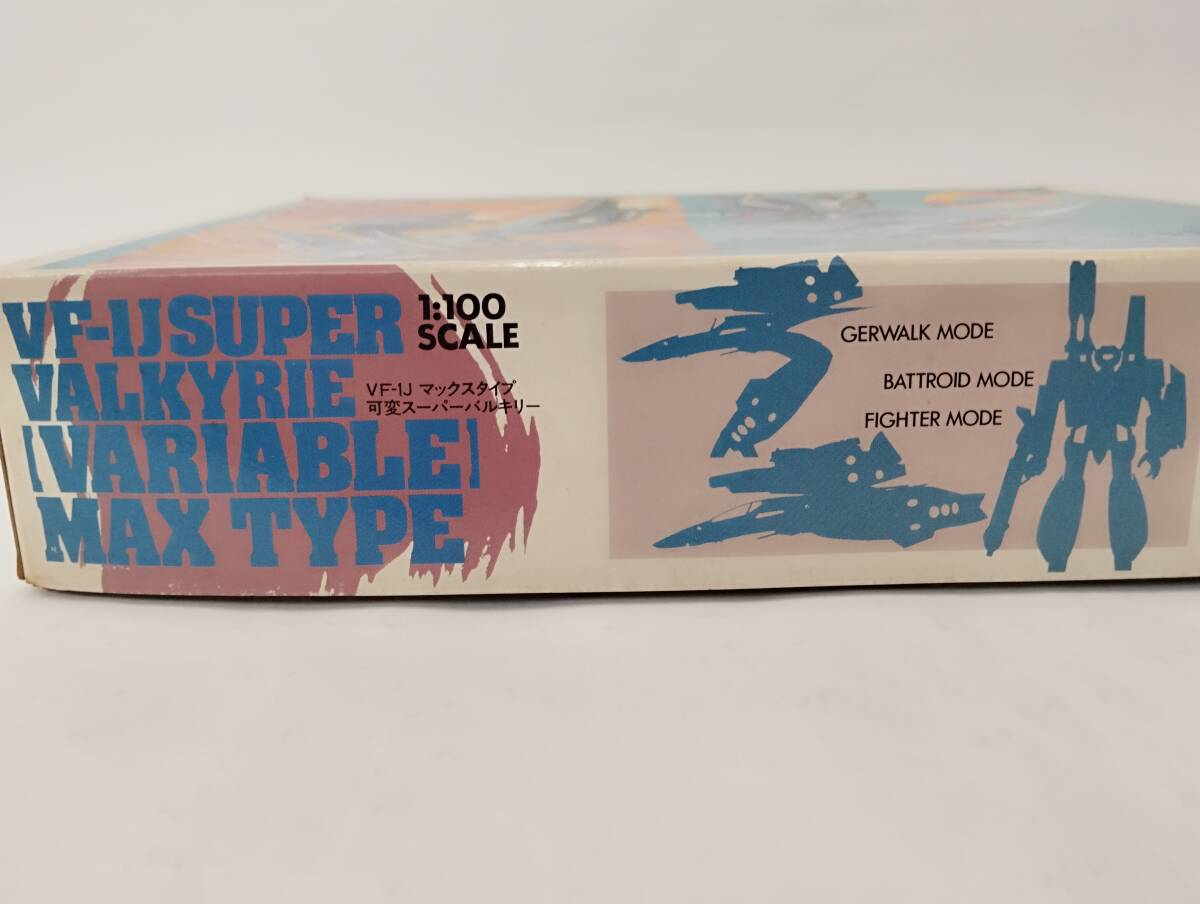 VF-1J SUPER
VALKYRIE
[VARIABLE]
MAX TYPE
1:100
SCALE
VF-1J マックスタイプ
可変スーパーバルキリー
GERWALK MODE
BATTROID MODE
FIGHTER MODE